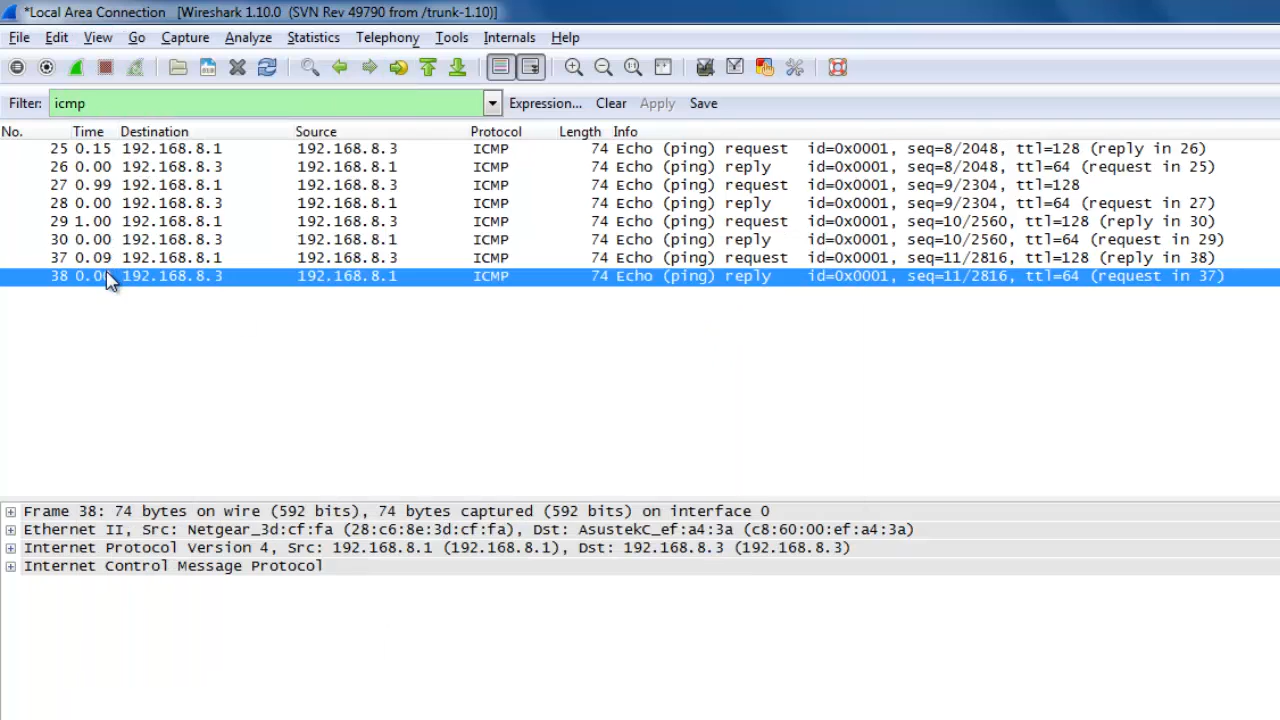 *Local Area Connection [Wireshark 1.10.0 (SVN Rev 49790 from /trunk-1.10)]
File Edit View Go Capture Analyze Statistics Telephony Tools Internals Help
Filter: icmp Expression... Clear Apply Save
No. Time Destination Source Protocol Length Info
25 0.15 192.168.8.1 192.168.8.3 ICMP 74 Echo (ping) request id=0x0001, seq=8/2048, ttl=128 (reply in 26)
26 0.00 192.168.8.3 192.168.8.1 ICMP 74 Echo (ping) reply id=0x0001, seq=8/2048, ttl=64 (request in 25)
27 0.99 192.168.8.1 192.168.8.3 ICMP 74 Echo (ping) request id=0x0001, seq=9/2304, ttl=128
28 0.00 192.168.8.3 192.168.8.1 ICMP 74 Echo (ping) reply id=0x0001, seq=9/2304, ttl=64 (request in 27)
29 1.00 192.168.8.1 192.168.8.3 ICMP 74 Echo (ping) request id=0x0001, seq=10/2560, ttl=128 (reply in 30)
30 0.00 192.168.8.3 192.168.8.1 ICMP 74 Echo (ping) reply id=0x0001, seq=10/2560, ttl=64 (request in 29)
37 0.09 192.168.8.1 192.168.8.3 ICMP 74 Echo (ping) request id=0x0001, seq=11/2816, ttl=128 (reply in 38)
38 0.00 192.168.8.3 192.168.8.1 ICMP 74 Echo (ping) reply id=0x0001, seq=11/2816, ttl=64 (request in 37)
Frame 38: 74 bytes on wire (592 bits), 74 bytes captured (592 bits) on interface 0
Ethernet II, Src: Netgear_3d:cf:fa (28:c6:8e:3d:cf:fa), Dst: AsustekC_ef:a4:3a (c8:60:00:ef:a4:3a)
Internet Protocol Version 4, Src: 192.168.8.1 (192.168.8.1), Dst: 192.168.8.3 (192.168.8.3)
Internet Control Message Protocol